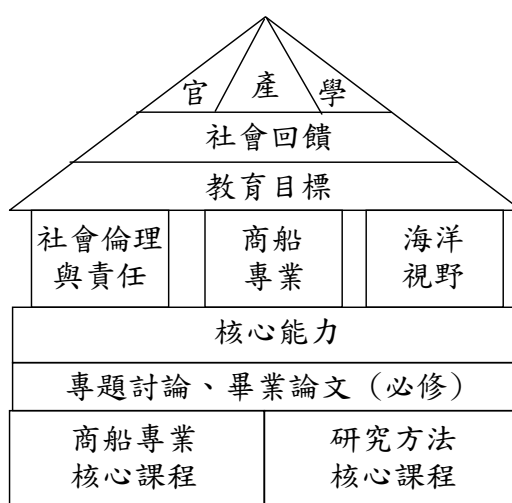 官 產 學
社會回饋
教育目標
社會倫理
與責任
商船
專業
海洋
視野
核心能力
專題討論、畢業論文（必修）
商船專業
核心課程
研究方法
核心課程